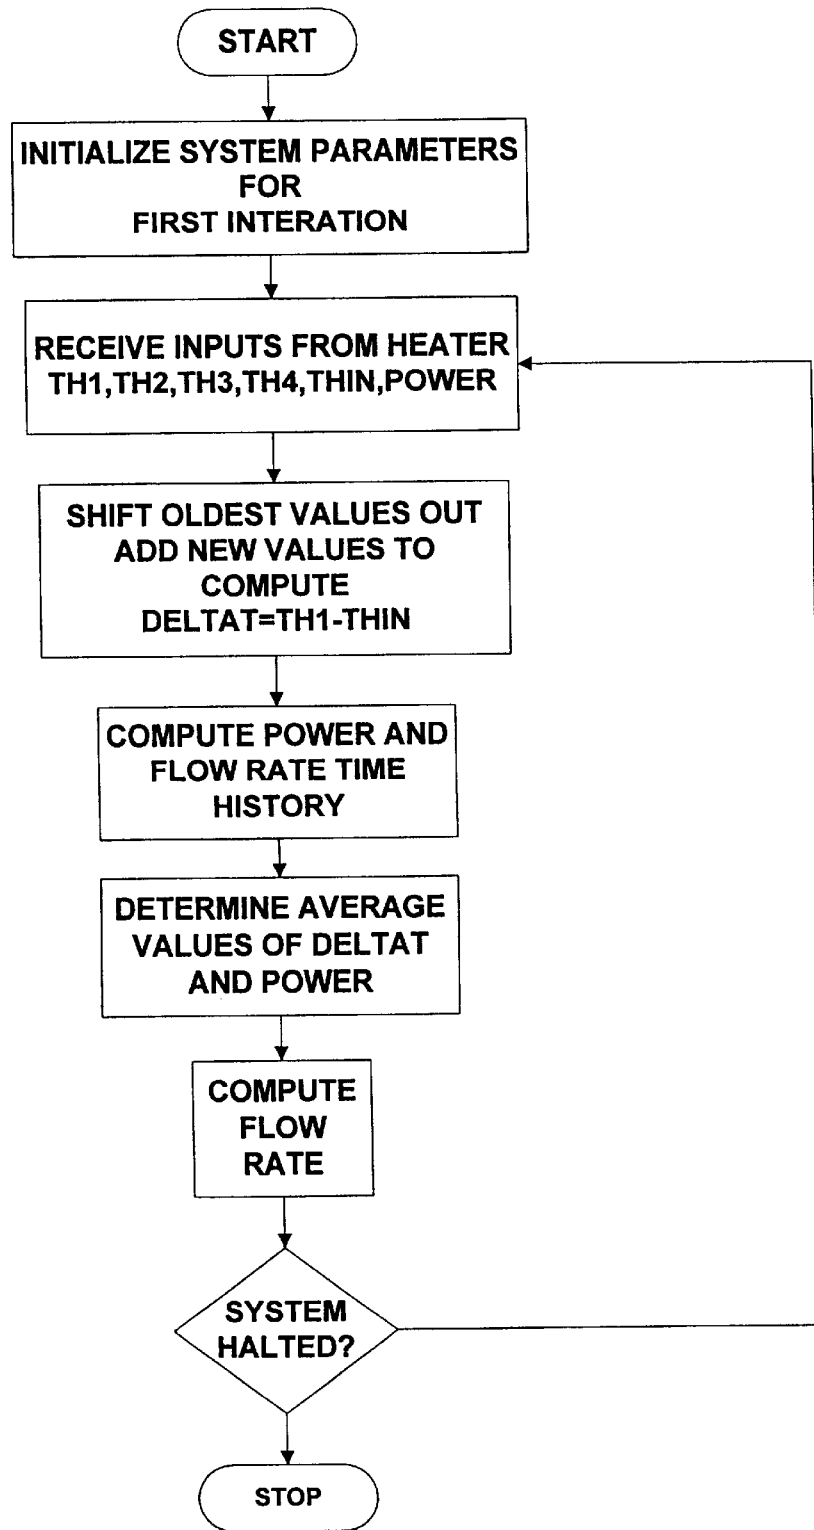 START
INITIALIZE SYSTEM PARAMETERS
FOR
FIRST INTERATION
RECEIVE INPUTS FROM HEATER
TH1,TH2,TH3,TH4,THIN,POWER
SHIFT OLDEST VALUES OUT
ADD NEW VALUES TO
COMPUTE
DELTAT=TH1-THIN
COMPUTE POWER AND
FLOW RATE TIME
HISTORY
DETERMINE AVERAGE
VALUES OF DELTAT
AND POWER
COMPUTE
FLOW
RATE
SYSTEM
HALTED?
STOP